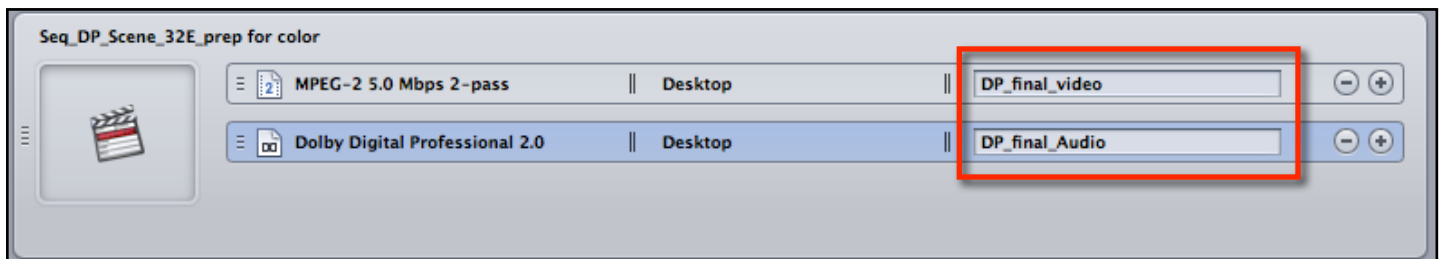 Seq_DP_Scene_32E_prep for color
2 MPEG-2 5.0 Mbps 2-pass Desktop DP_final_video
Dolby Digital Professional 2.0 Desktop DP_final_Audio